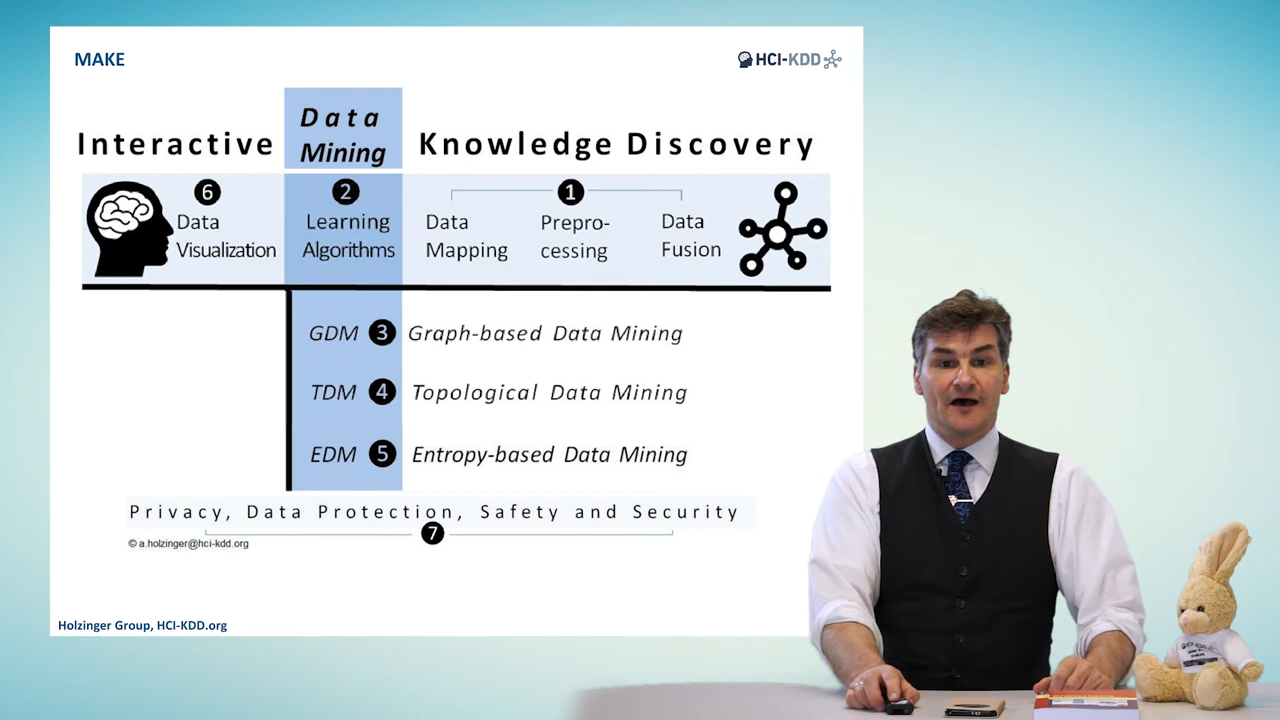 MAKE
HCI-KDD
Data
Interactive Mining Knowledge Discovery
6 2 1
Data Learning Data Prepro- Data
Visualization Algorithms Mapping cessing Fusion
GDM 3 Graph-based Data Mining
TDM 4 Topological Data Mining
EDM 5 Entropy-based Data Mining
Privacy, Data Protection, Safety and Security
7
© a.holzinger@hci-kdd.org
Holzinger Group, HCI-KDD.org